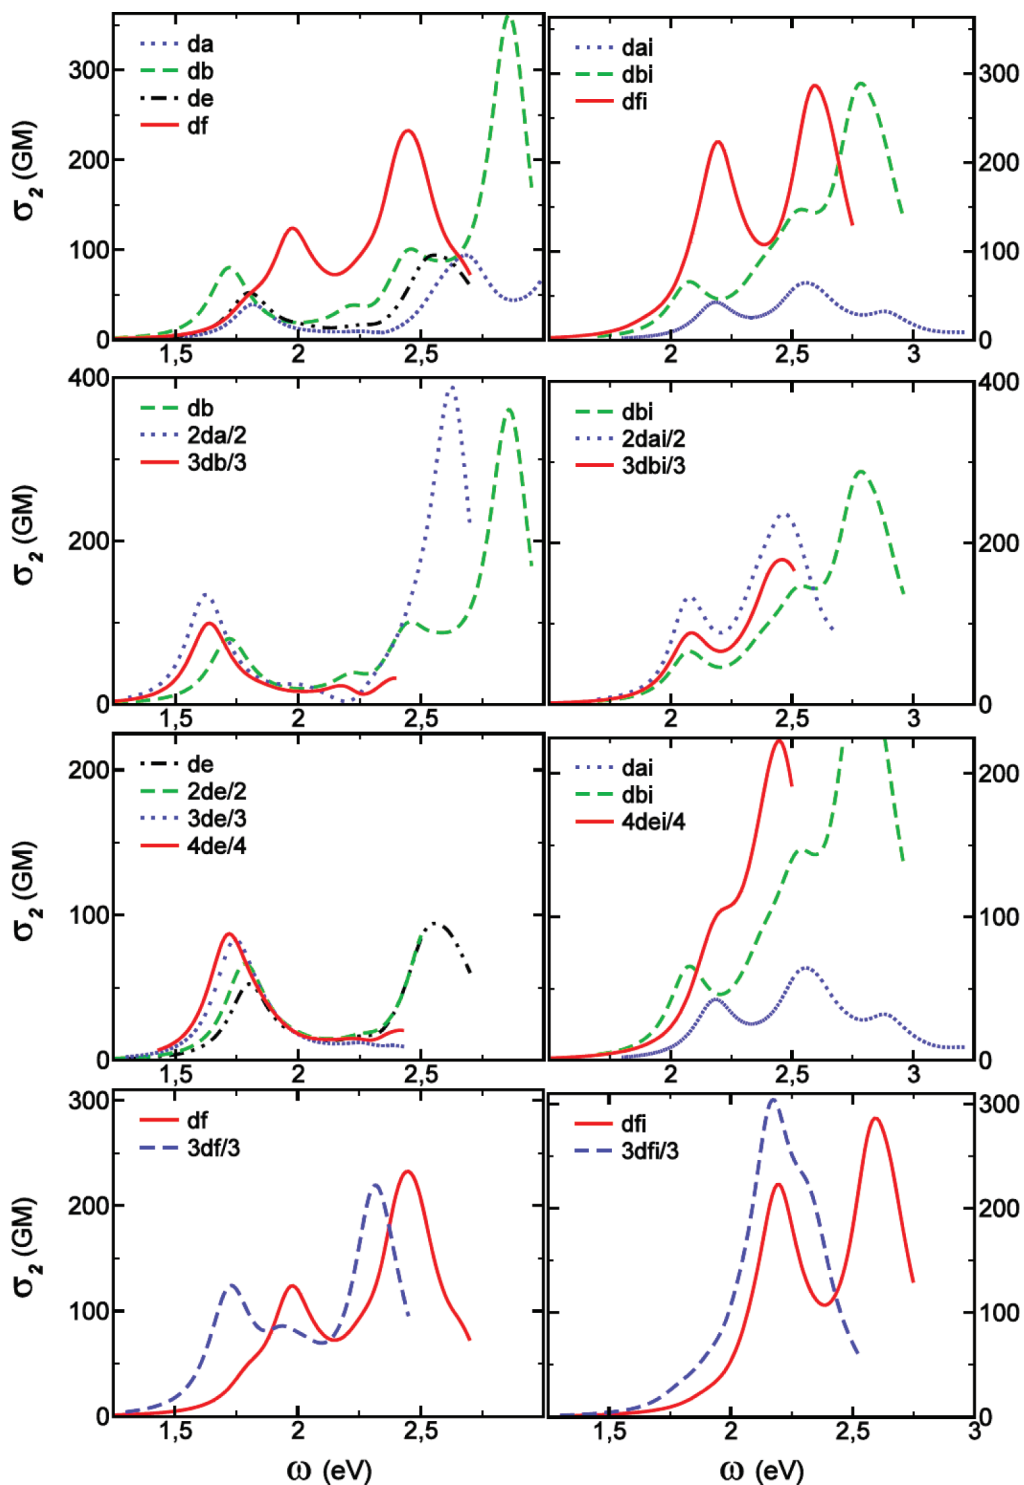 σ₂ (GM)
300
200
100
0
da
db
de
df
1,5
2
2,5
dai
dbi
dfi
300
200
100
0
2
2,5
3
σ₂ (GM)
400
200
0
db
2da/2
3db/3
1,5
2
2,5
dbi
2dai/2
3dbi/3
400
200
0
2
2,5
3
σ₂ (GM)
200
100
0
de
2de/2
3de/3
4de/4
1,5
2
2,5
dai
dbi
4dei/4
200
100
0
2
2,5
3
σ₂ (GM)
300
200
100
0
df
3df/3
1,5
2
2,5
ω (eV)
dfi
3dfi/3
300
200
100
0
1,5
2
2,5
3
ω (eV)